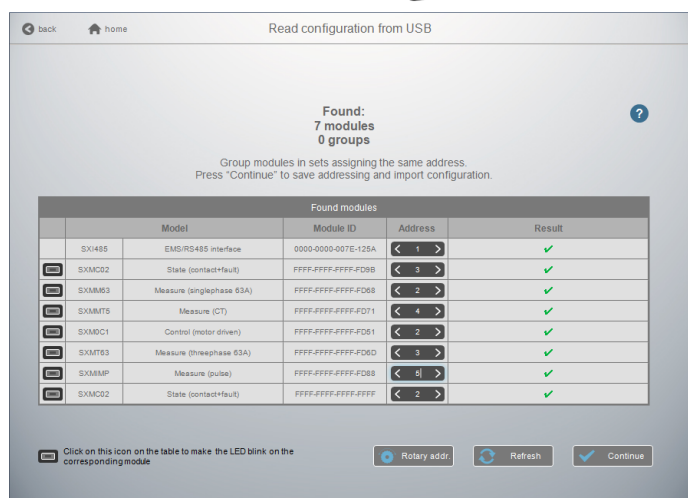 back
home
Read configuration from USB
Found:
7 modules
0 groups
?
Group modules in sets assigning the same address.
Press "Continue" to save addressing and import configuration.
Found modules
Model Module ID Address Result
SXI485 EMS/RS485 interface 0000-0000-007E-125A 1
SXMC02 State (contact+fault) FFFF-FFFF-FFFF-FD9B 3
SXMM63 Measure (singlephase 63A) FFFF-FFFF-FFFF-FD68 2
SXMMT5 Measure (CT) FFFF-FFFF-FFFF-FD71 4
SXM0C1 Control (motor driven) FFFF-FFFF-FFFF-FD51 2
SXMT63 Measure (threephase 63A) FFFF-FFFF-FFFF-FD6D 3
SXMIMP Measure (pulse) FFFF-FFFF-FFFF-FD88 5
SXMC02 State (contact+fault) FFFF-FFFF-FFFF-FFFF 2
Click on this icon on the table to make the LED blink on the
corresponding module
Rotary addr.
Refresh
Continue